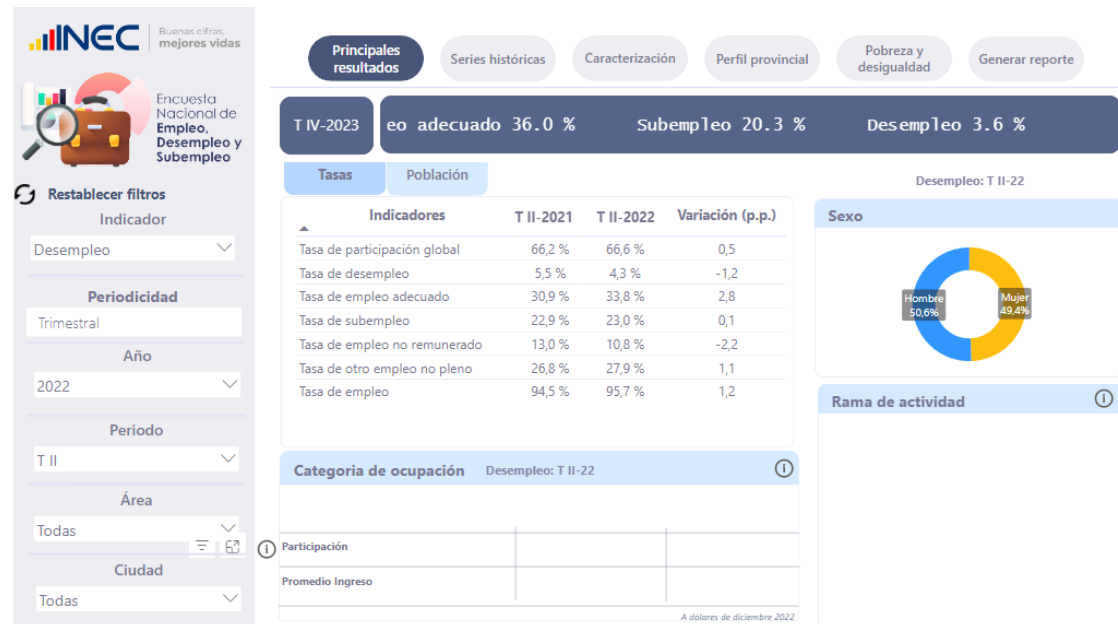 INEC
Buenas cifras,
mejores vidas
Encuesta
Nacional de
Empleo,
Desempleo y
Subempleo
Restablecer filtros
Indicador
Desempleo
Periodicidad
Trimestral
Año
2022
Periodo
T II
Área
Todas
Ciudad
Todas
Principales
resultados
Series históricas
Caracterización
Perfil provincial
Pobreza y
desigualdad
Generar reporte
T IV-2023
eo adecuado 36.0 % Subempleo 20.3 % Desempleo 3.6 %
Tasas Población
Indicadores T II-2021 T II-2022 Variación (p.p.)
Tasa de participación global 66,2 % 66,6 % 0,5
Tasa de desempleo 5,5 % 4,3 % -1,2
Tasa de empleo adecuado 30,9 % 33,8 % 2,8
Tasa de subempleo 22,9 % 23,0 % 0,1
Tasa de empleo no remunerado 13,0 % 10,8 % -2,2
Tasa de otro empleo no pleno 26,8 % 27,9 % 1,1
Tasa de empleo 94,5 % 95,7 % 1,2
Desempleo: T II-22
Sexo
Hombre
50,6%
Mujer
49,4%
Categoria de ocupación Desempleo: T II-22
Participación
Promedio Ingreso
A dólares de diciembre 2022
Rama de actividad